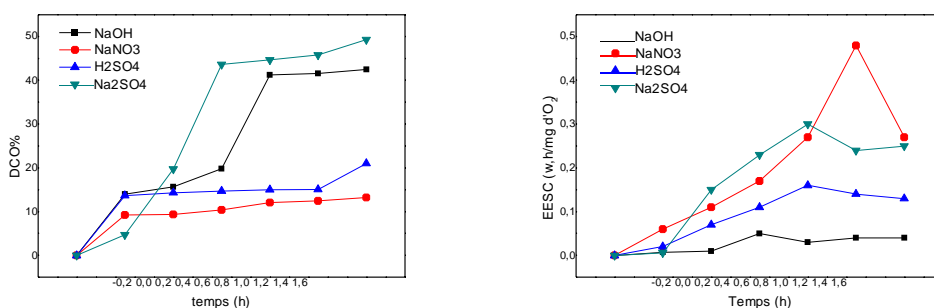 50
40
30
20
10
0
DCO%
NaOH
NaNO3
H2SO4
Na2SO4
-0,2 0,0 0,2 0,4 0,6 0,8 1,0 1,2 1,4 1,6
temps (h)
0,5
0,4
0,3
0,2
0,1
0,0
EESC (w,h/mg d'O2)
NaOH
NaNO3
H2SO4
Na2SO4
-0,2 0,0 0,2 0,4 0,6 0,8 1,0 1,2 1,4 1,6
Temps (h)